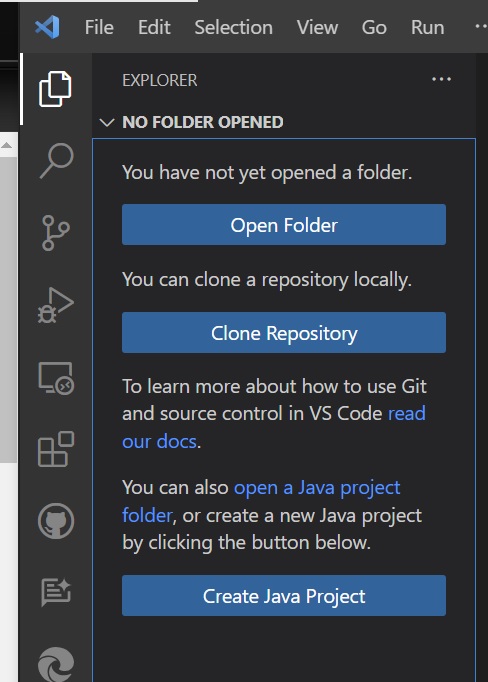 File Edit Selection View Go Run ···
EXPLORER ···
NO FOLDER OPENED
You have not yet opened a folder.
Open Folder
You can clone a repository locally.
Clone Repository
To learn more about how to use Git
and source control in VS Code read
our docs.
You can also open a Java project
folder, or create a new Java project
by clicking the button below.
Create Java Project